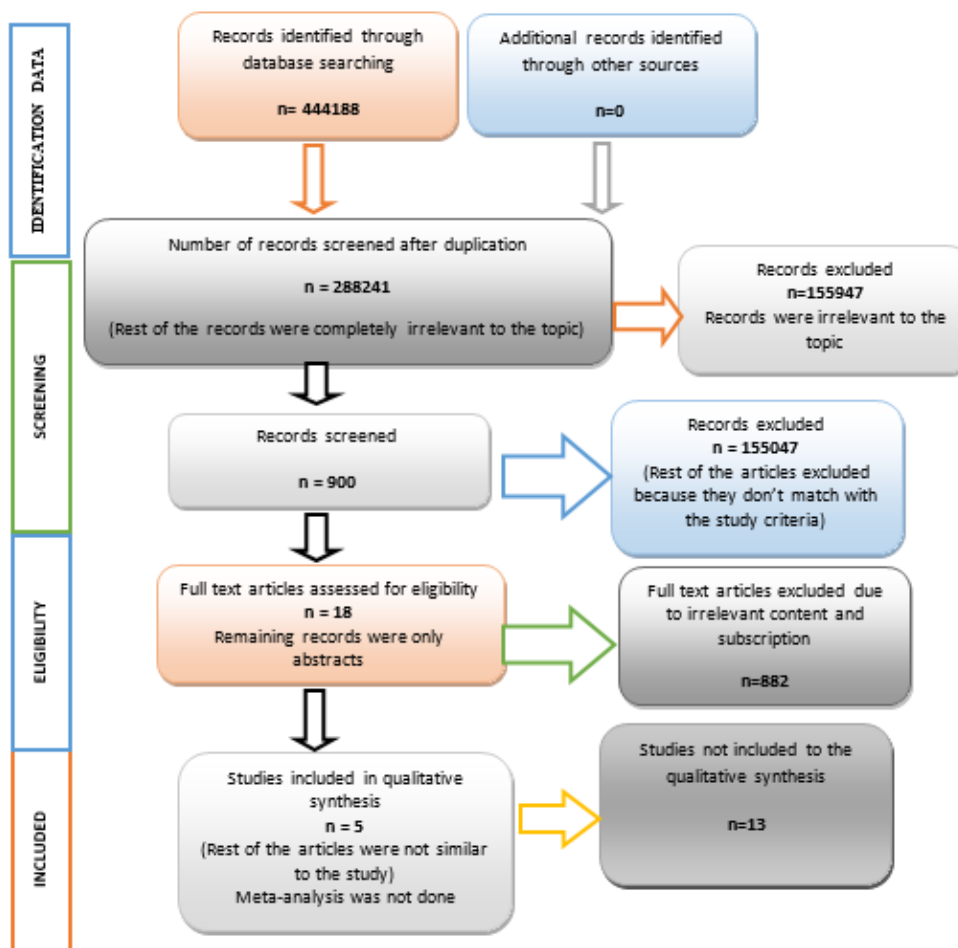 IDENTIFICATION DATA
Records identified through
database searching
n= 444188
Additional records identified
through other sources
n=0
Number of records screened after duplication
n = 288241
(Rest of the records were completely irrelevant to the topic)
Records excluded
n=155947
Records were irrelevant to the
topic
SCREENING
Records screened
n = 900
Records excluded
n = 155047
(Rest of the articles excluded
because they don't match with
the study criteria)
ELIGIBILITY
Full text articles assessed for eligibility
n = 18
Remaining records were only
abstracts
Full text articles excluded due
to irrelevant content and
subscription
n=882
INCLUDED
Studies included in qualitative
synthesis
n = 5
(Rest of the articles were not similar
to the study)
Meta-analysis was not done
Studies not included to the
qualitative synthesis
n=13